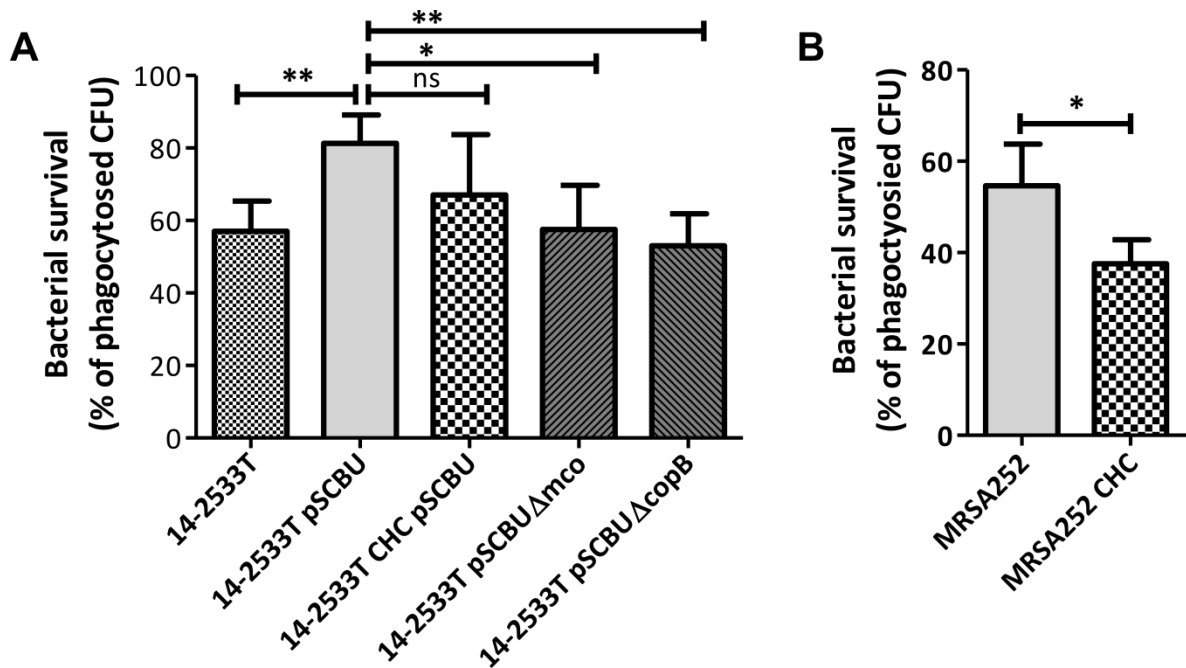 A
Bacterial survival
(% of phagocytosed CFU)
100
80
60
40
20
0
**
**
*
ns
14-2533T
14-2533T pSCBU
14-2533T CHC pSCBU
14-2533T pSCBUΔmco
14-2533T pSCBUΔcopB
B
Bacterial survival
(% of phagoctyosied CFU)
80
60
40
20
0
*
MRSA252
MRSA252 CHC